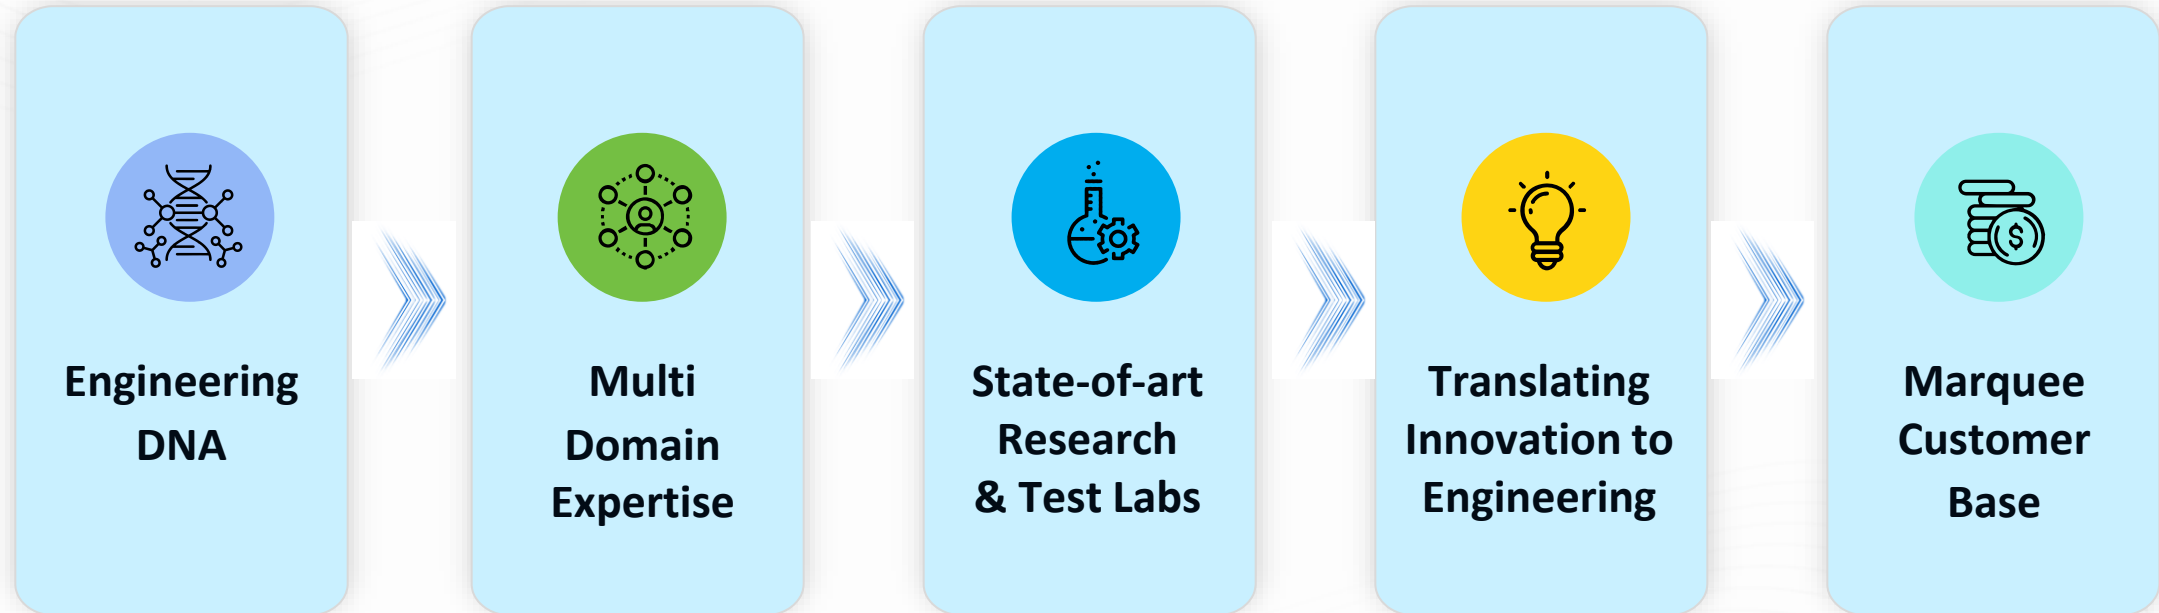 Engineering
DNA
Multi
Domain
Expertise
State-of-art
Research
& Test Labs
Translating
Innovation to
Engineering
$
Marquee
Customer
Base